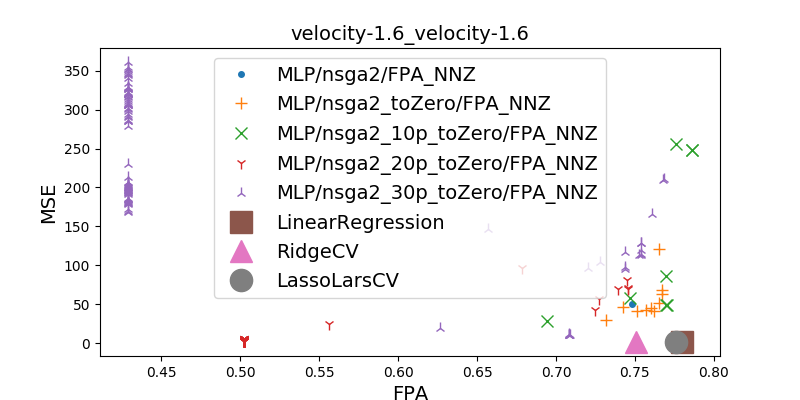 velocity-1.6_velocity-1.6
MSE
350
300
250
200
150
100
50
0
MLP/nsga2/FPA_NNZ
MLP/nsga2_toZero/FPA_NNZ
MLP/nsga2_10p_toZero/FPA_NNZ
MLP/nsga2_20p_toZero/FPA_NNZ
MLP/nsga2_30p_toZero/FPA_NNZ
LinearRegression
RidgeCV
LassoLarsCV
0.45 0.50 0.55 0.60 0.65 0.70 0.75 0.80
FPA